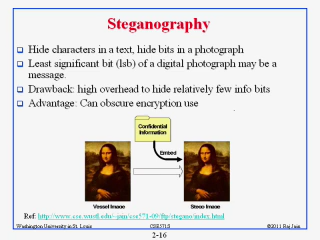 Steganography
Hide characters in a text, hide bits in a photograph
Least significant bit (lsb) of a digital photograph may be a
message.
Drawback: high overhead to hide relatively few info bits
Advantage: Can obscure encryption use
Confidential
Information
Embed
Vessel Image
Stego Image
Ref: http://www.cse.wustl.edu/~jain/cse571-09/ftp/stegano/index.html
Washington University in St. Louis
CSE571S
©2011 Raj Jain
2-16